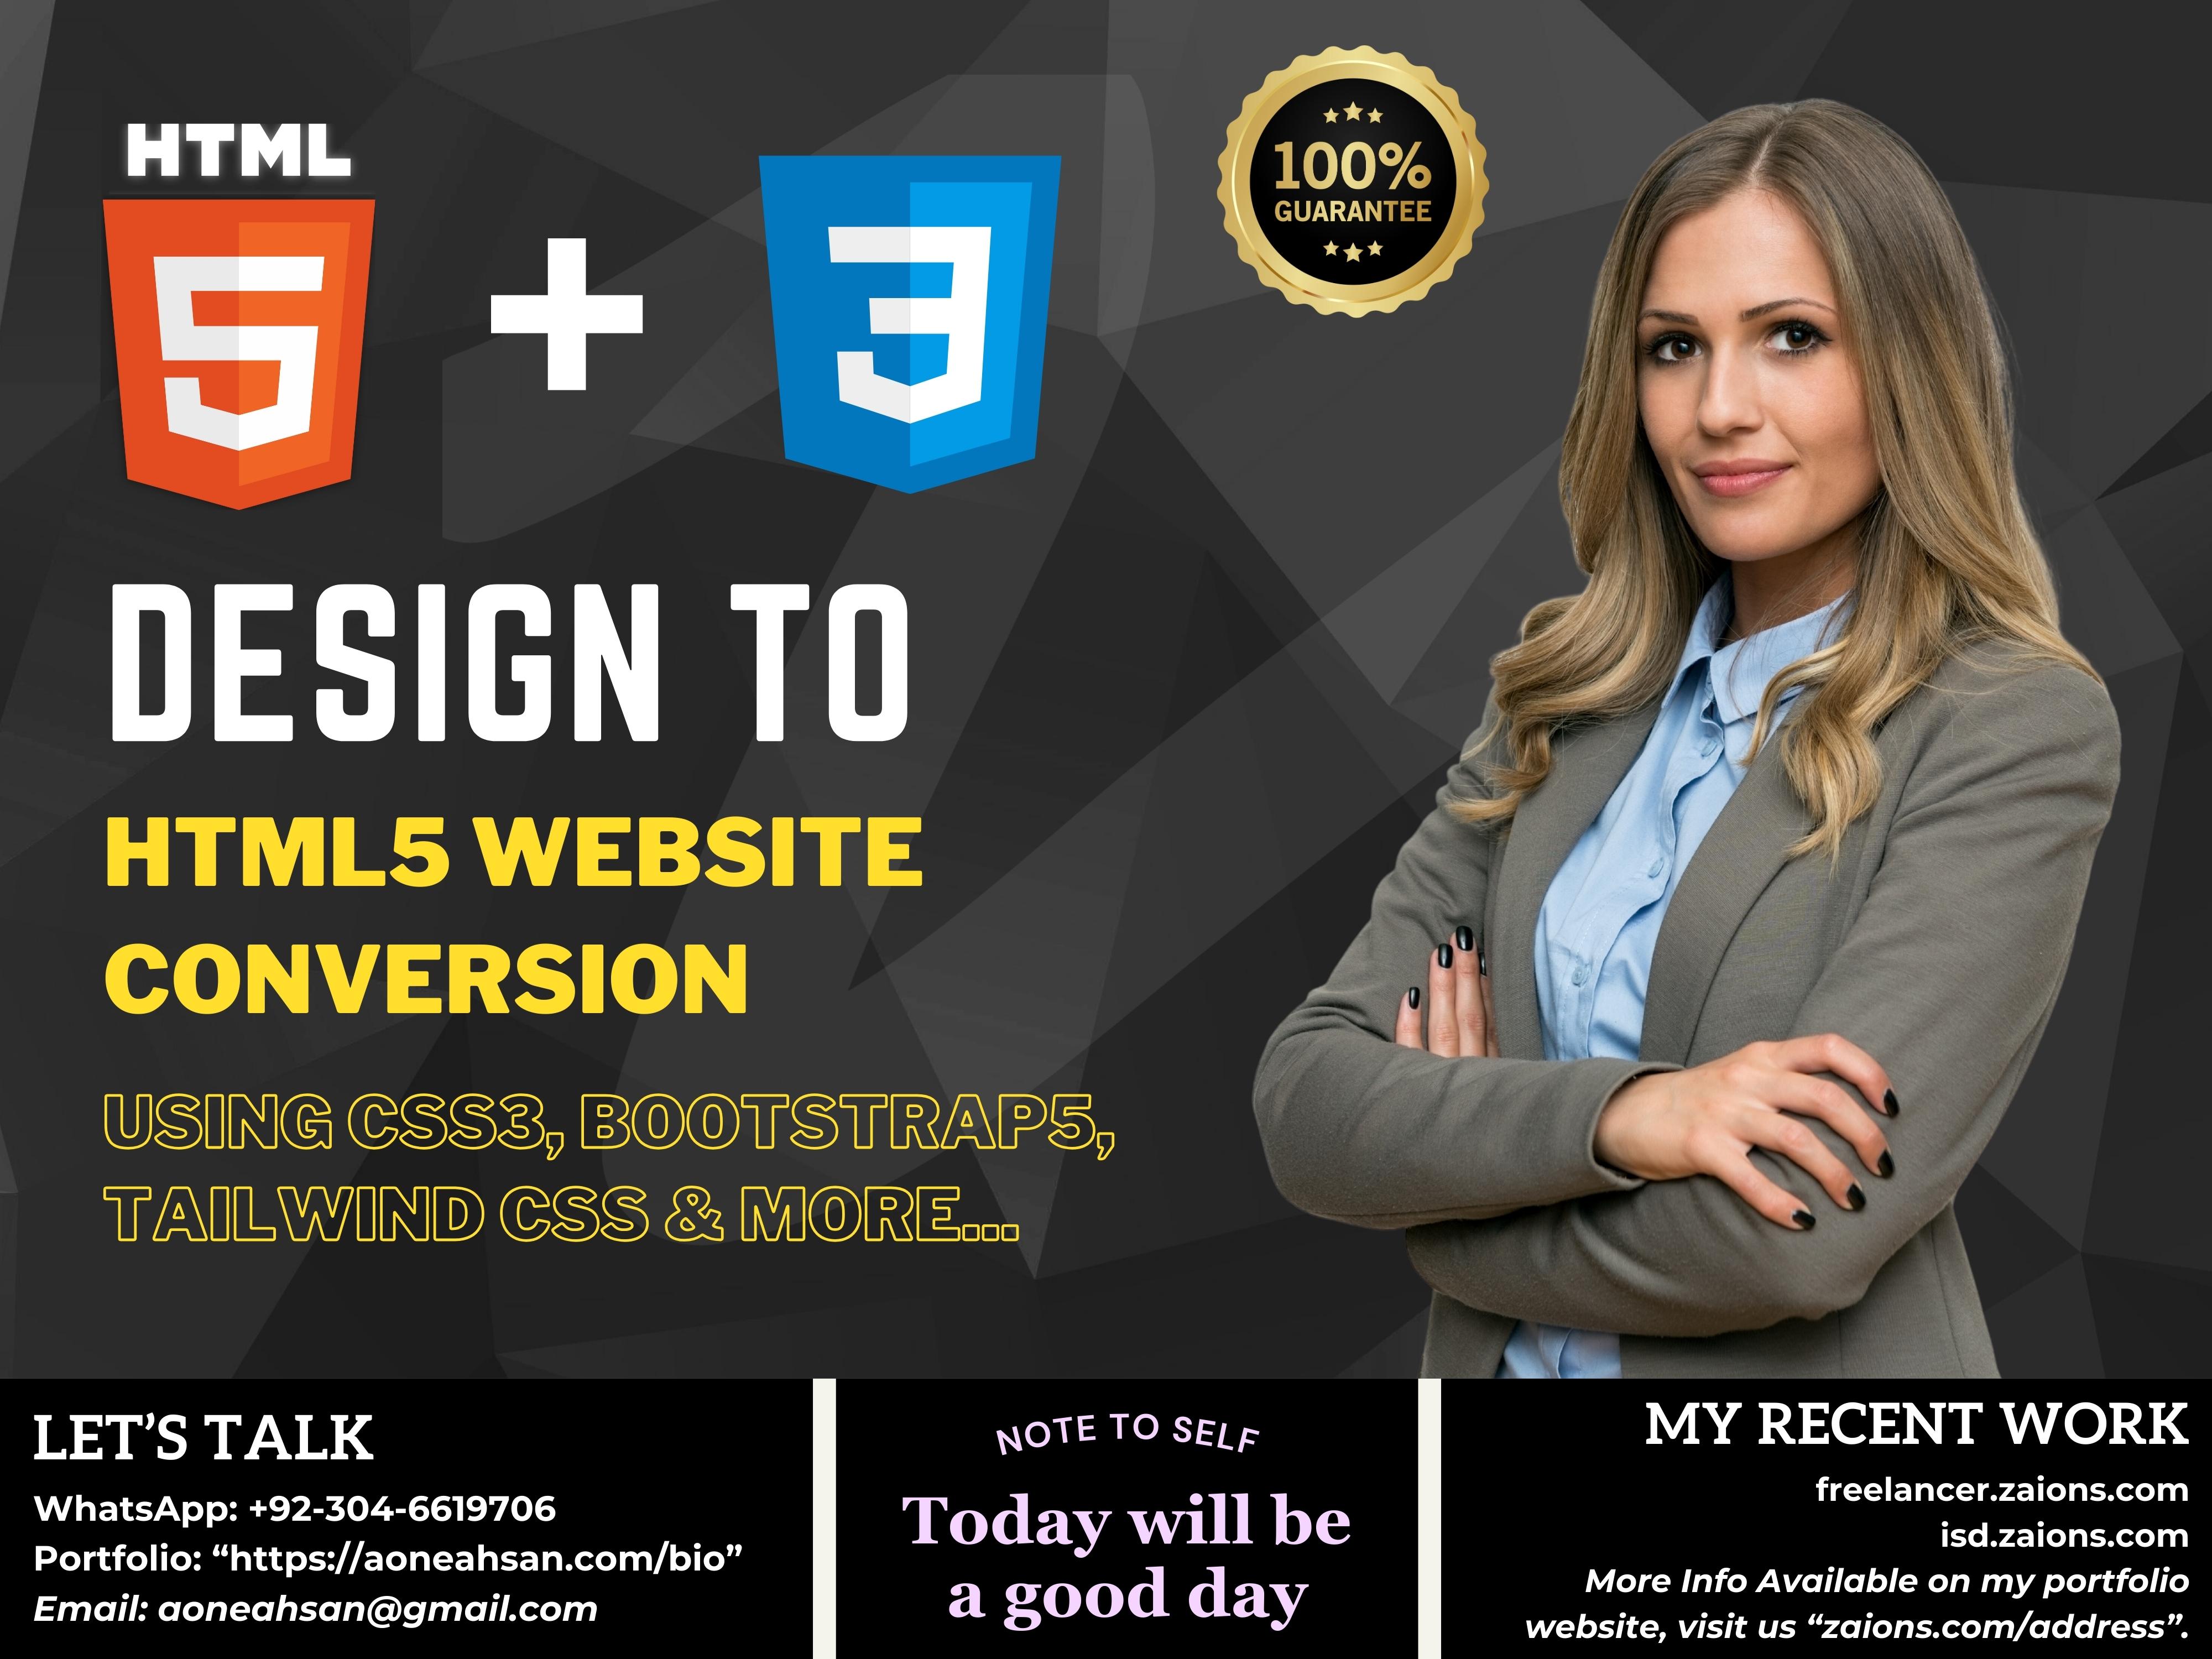 HTML
5
+
3
100%
GUARANTEE
DESIGN TO
HTML5 WEBSITE
CONVERSION
USING CSS3, BOOTSTRAP5,
TAILWIND CSS & MORE...
LET'S TALK
WhatsApp: +92-304-6619706
Portfolio: “https://aoneahsan.com/bio”
Email: aoneahsan@gmail.com
NOTE TO SELF
Today will be
a good day
MY RECENT WORK
freelancer.zaions.com
isd.zaions.com
More Info Available on my portfolio
website, visit us “zaions.com/address”.